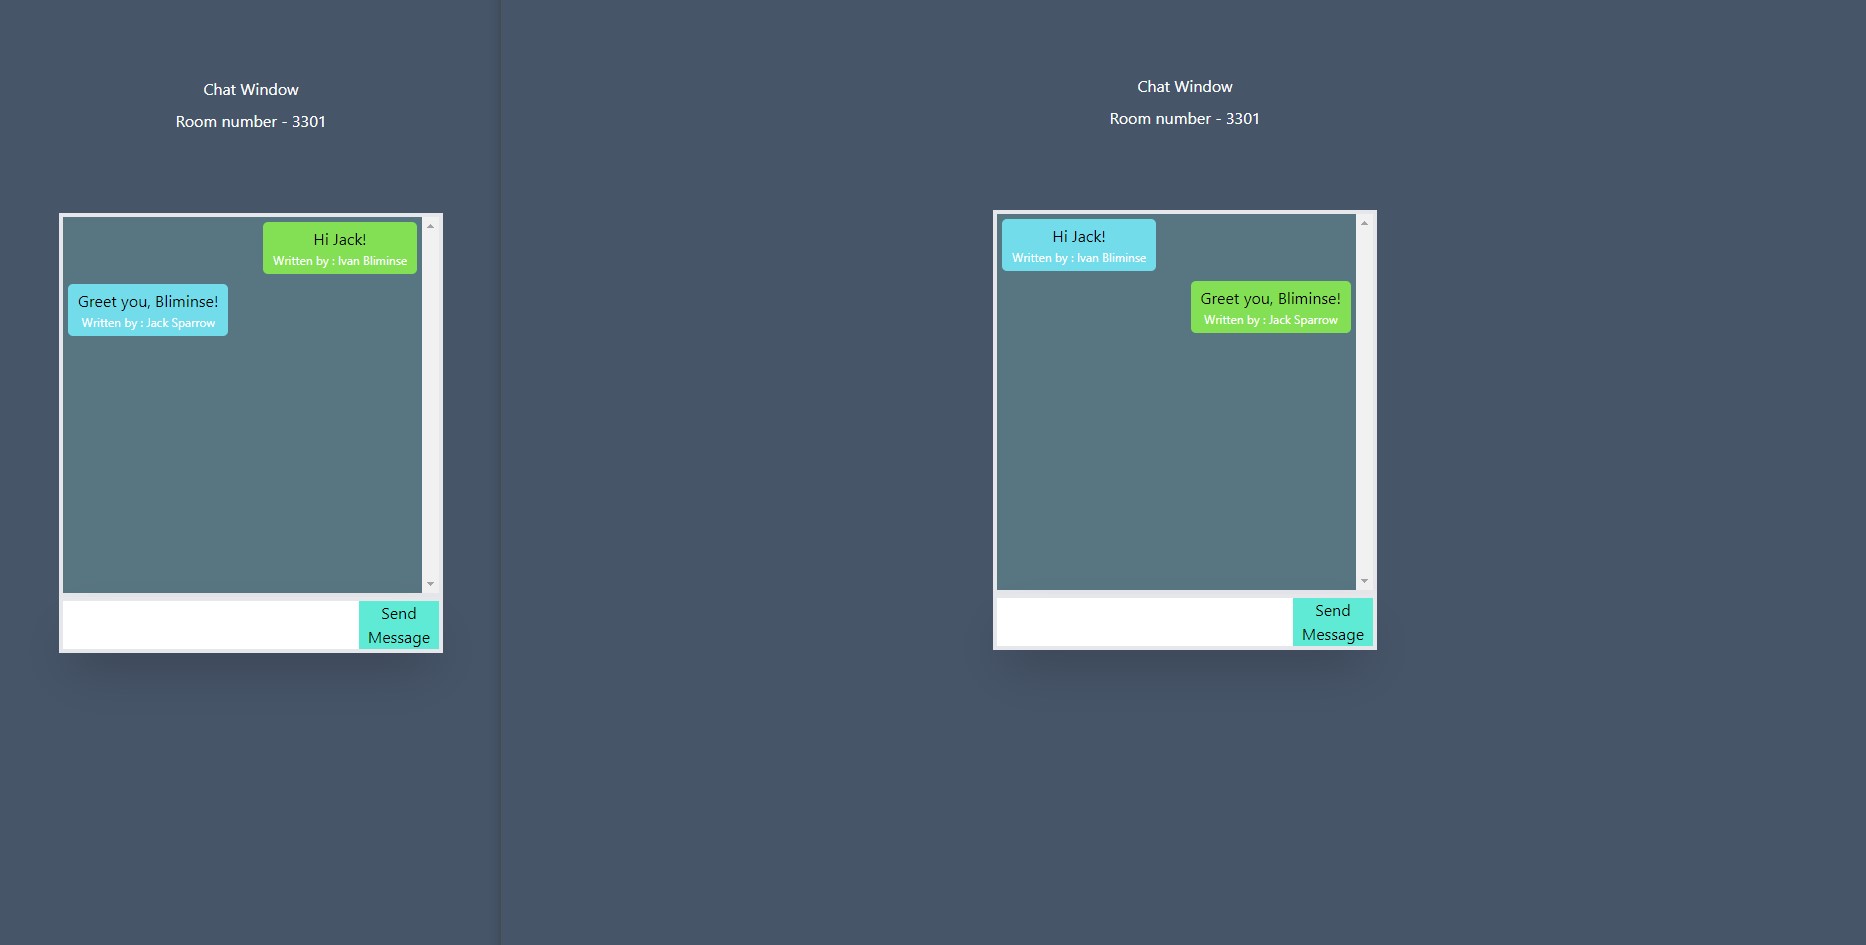 Chat Window
Room number - 3301
Hi Jack!
Written by : Ivan Bliminse
Greet you, Bliminse!
Written by : Jack Sparrow
Send
Message
Chat Window
Room number - 3301
Hi Jack!
Written by : Ivan Bliminse
Greet you, Bliminse!
Written by : Jack Sparrow
Send
Message